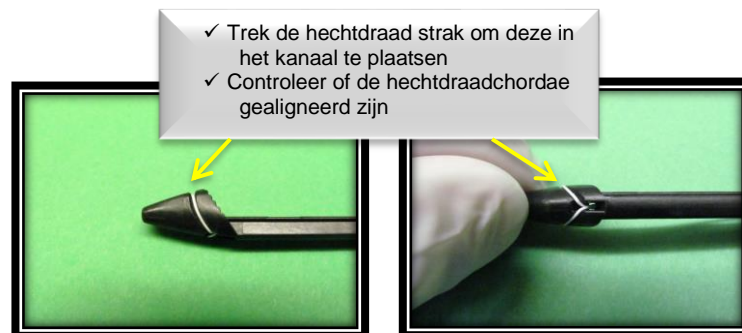 ✓ Trek de hechtdraad strak om deze in
het kanaal te plaatsen
✓ Controleer of de hechtdraadchordae
gealigneerd zijn